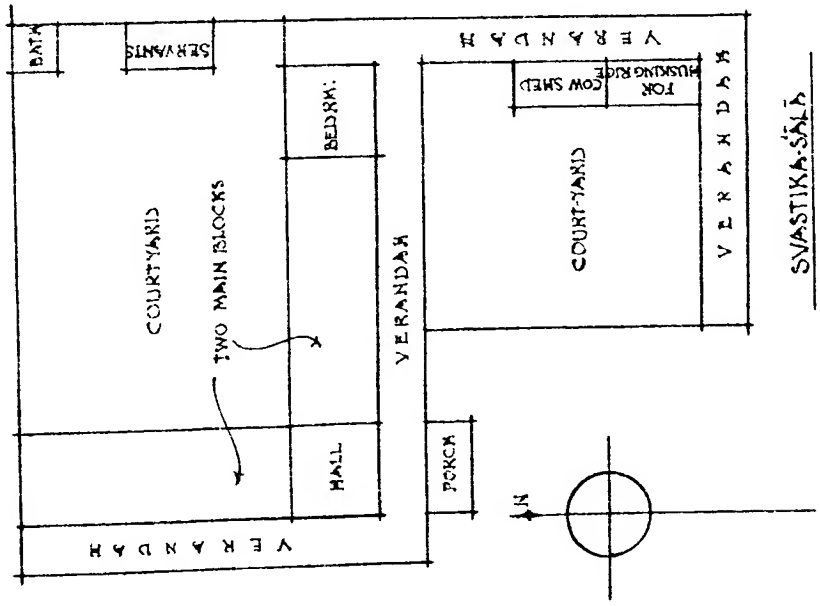 BATH
SERVANTS
VERANDAH
BEDRM:
COW SHED
FOR
HUSKING RICE
COURTYARD
TWO MAIN BLOCKS
VERANDAH
COURT-YARD
VERANDAH
HALL
PORCH
N
VERANDAH
SVASTIKA-ŚĀLĀ